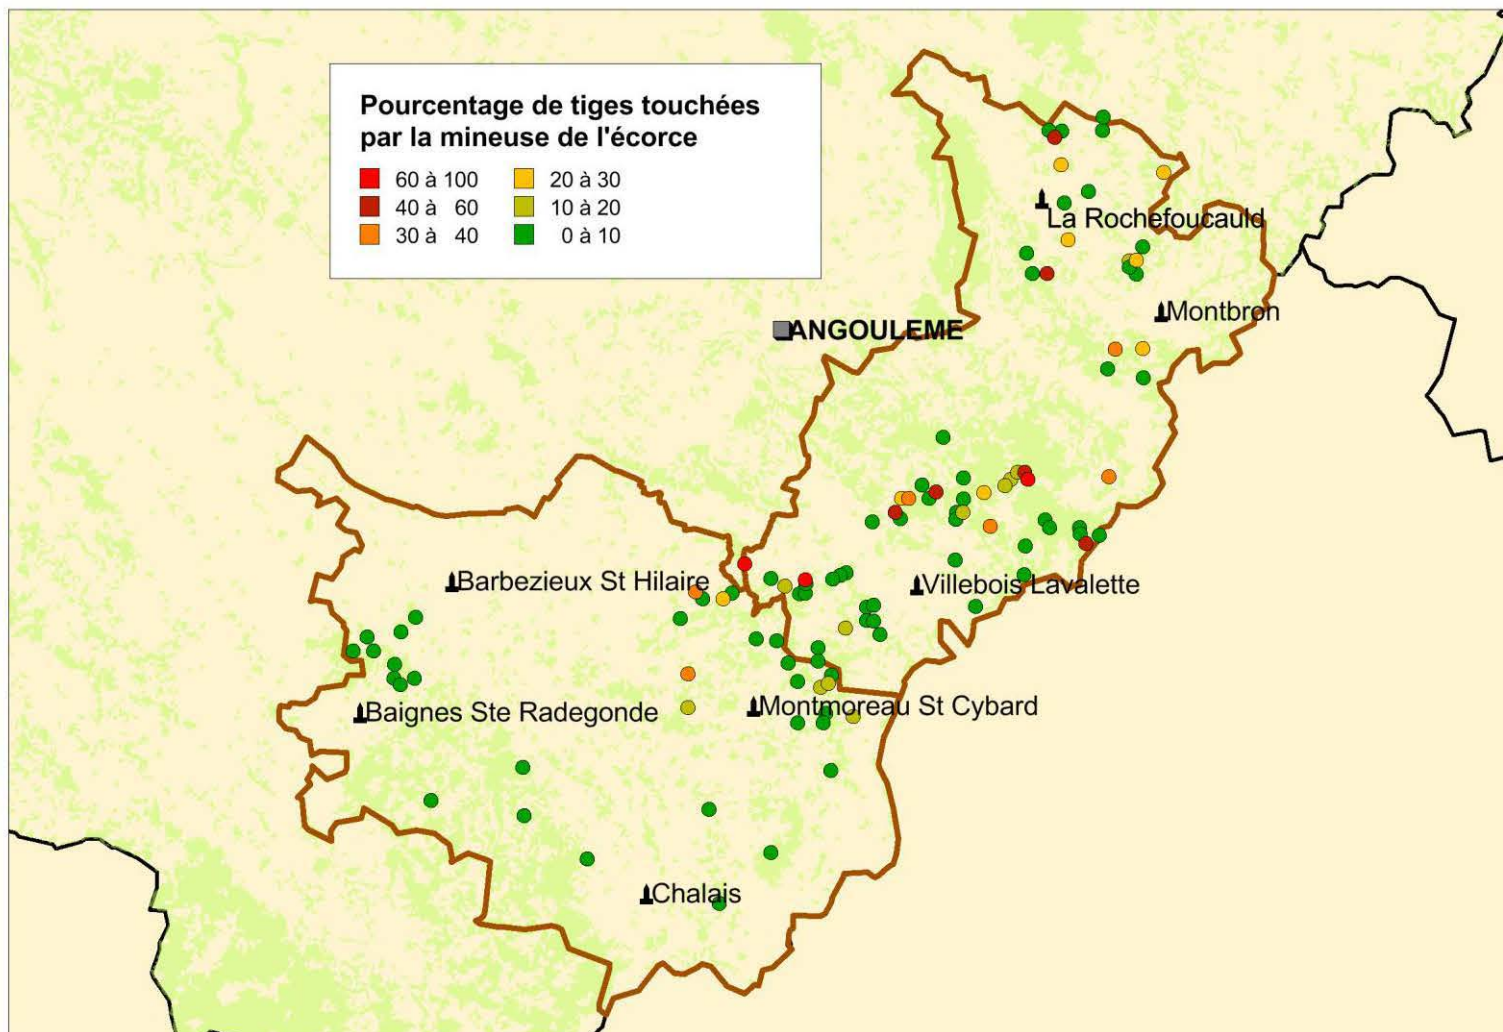 Pourcentage de tiges touchées
par la mineuse de l'écorce
60 à 100 20 à 30
40 à 60 10 à 20
30 à 40 0 à 10
La Rochefoucauld
Montbron
ANGOULEME
Barbezieux St Hilaire
Villebois Lavalette
Baignes Ste Radegonde
Montmoreau St Cybard
Chalais